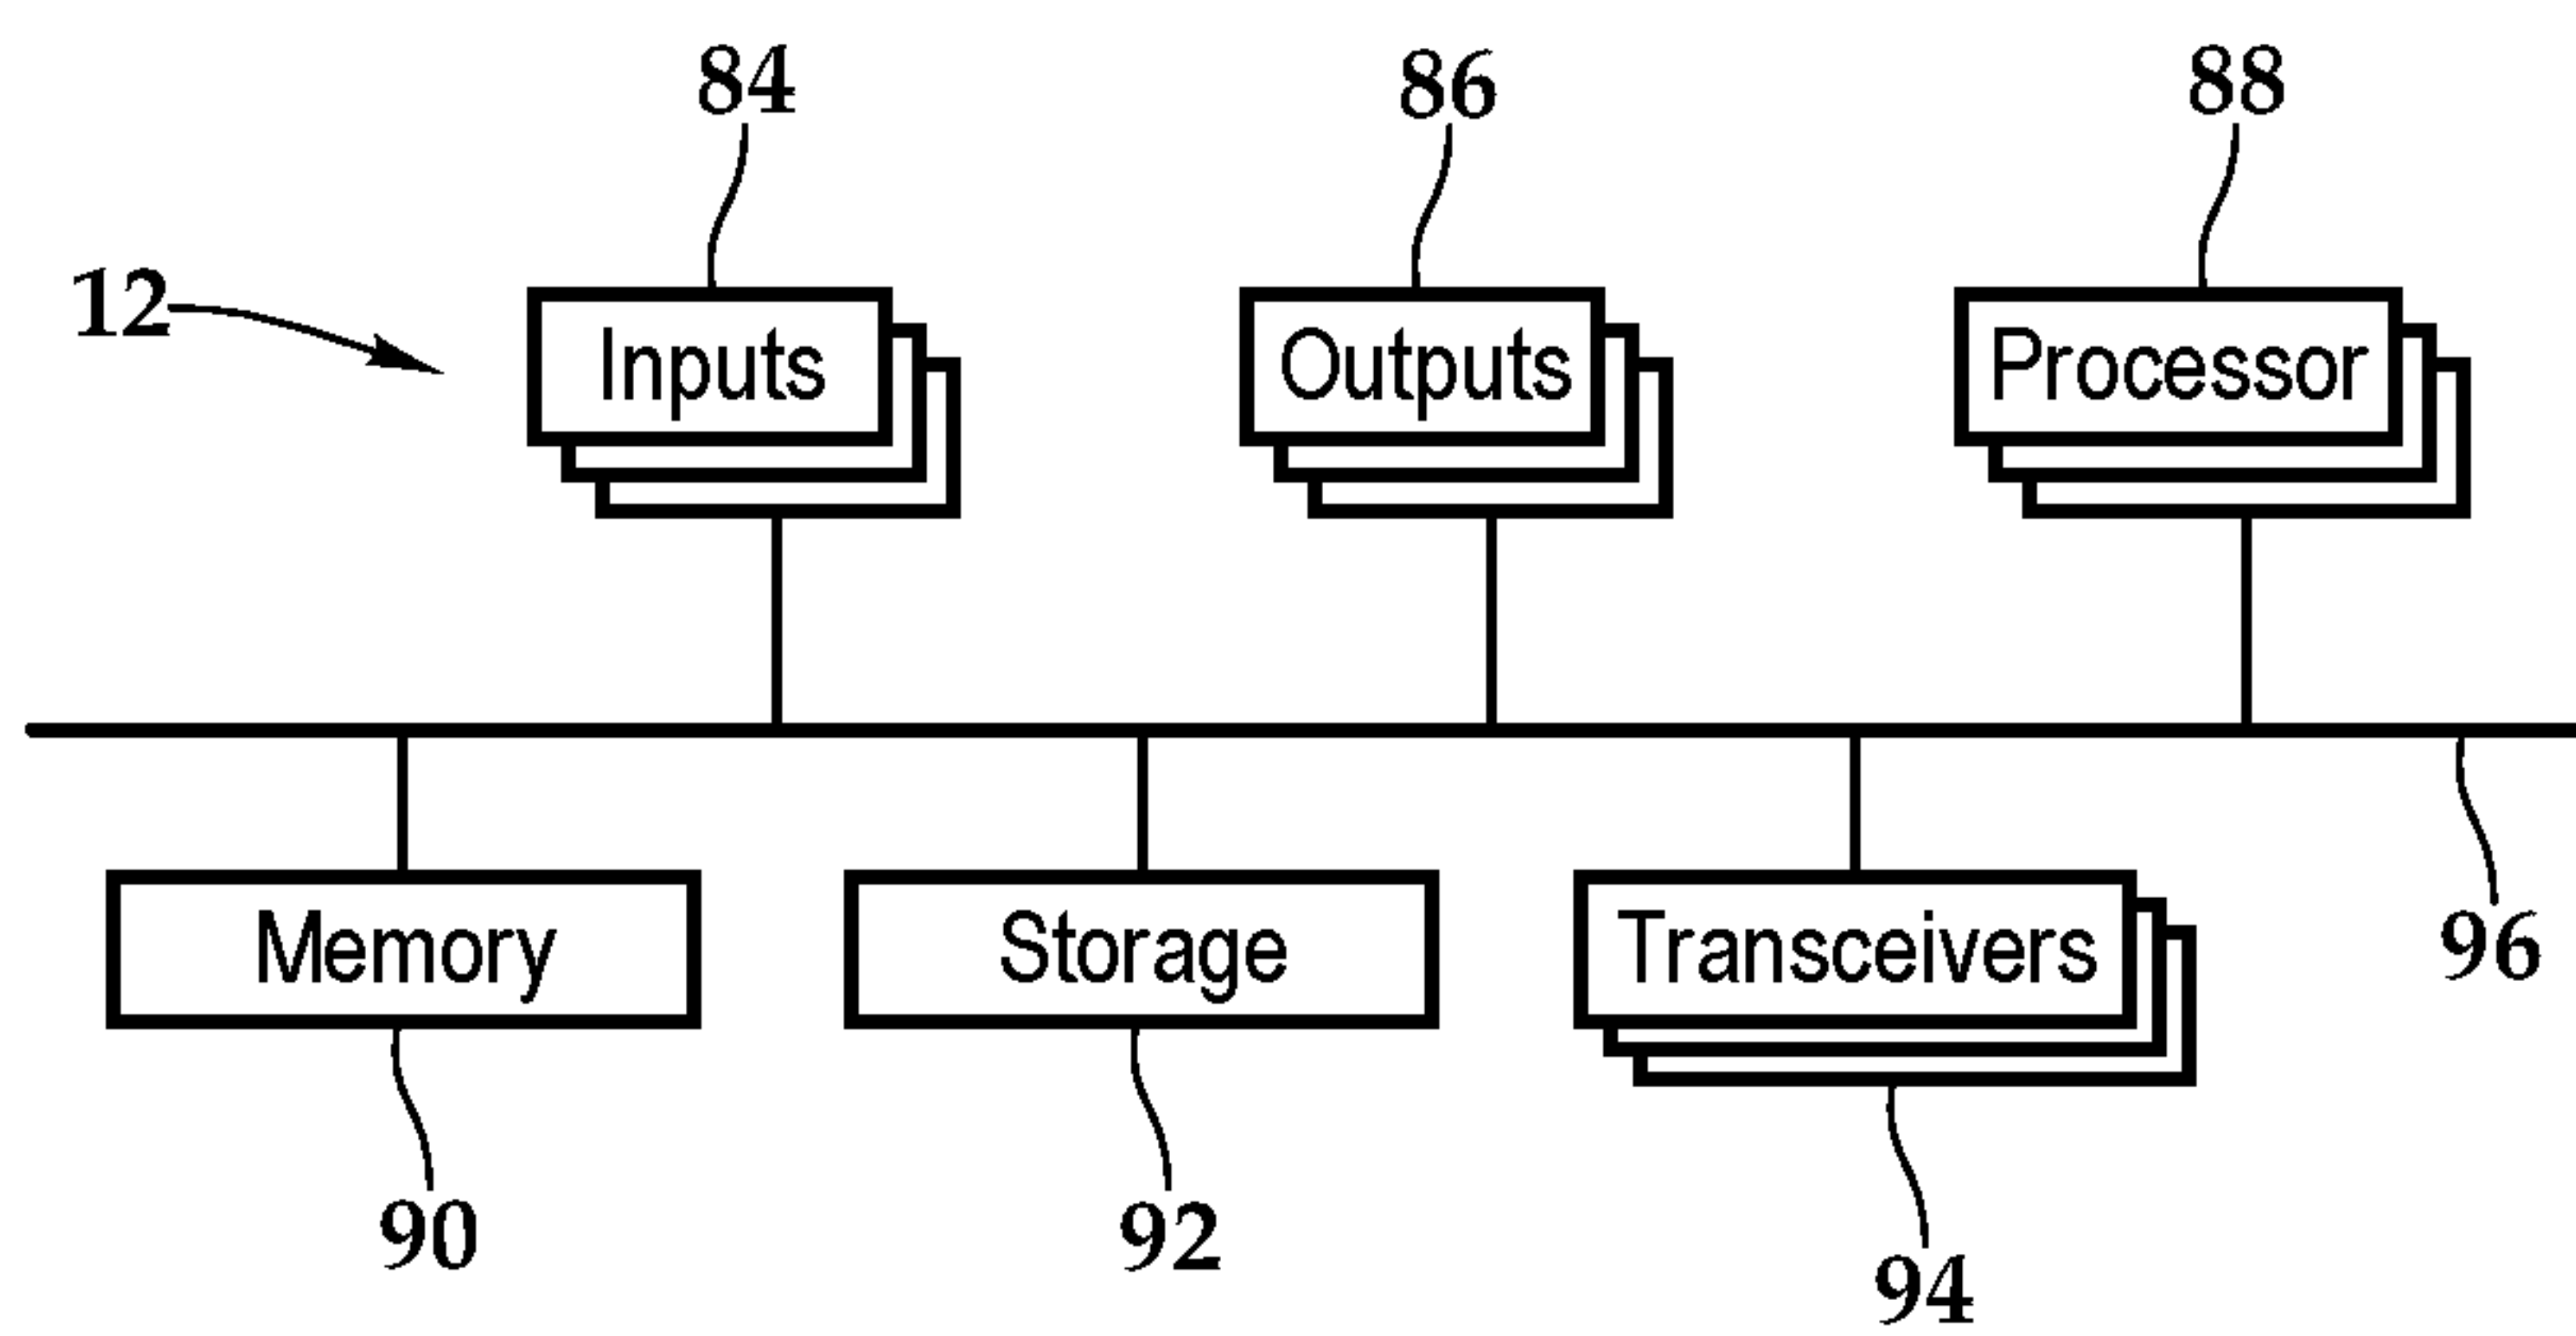 84
86
88
12
Inputs
Outputs
Processor
Memory
Storage
Transceivers
96
90
92
94